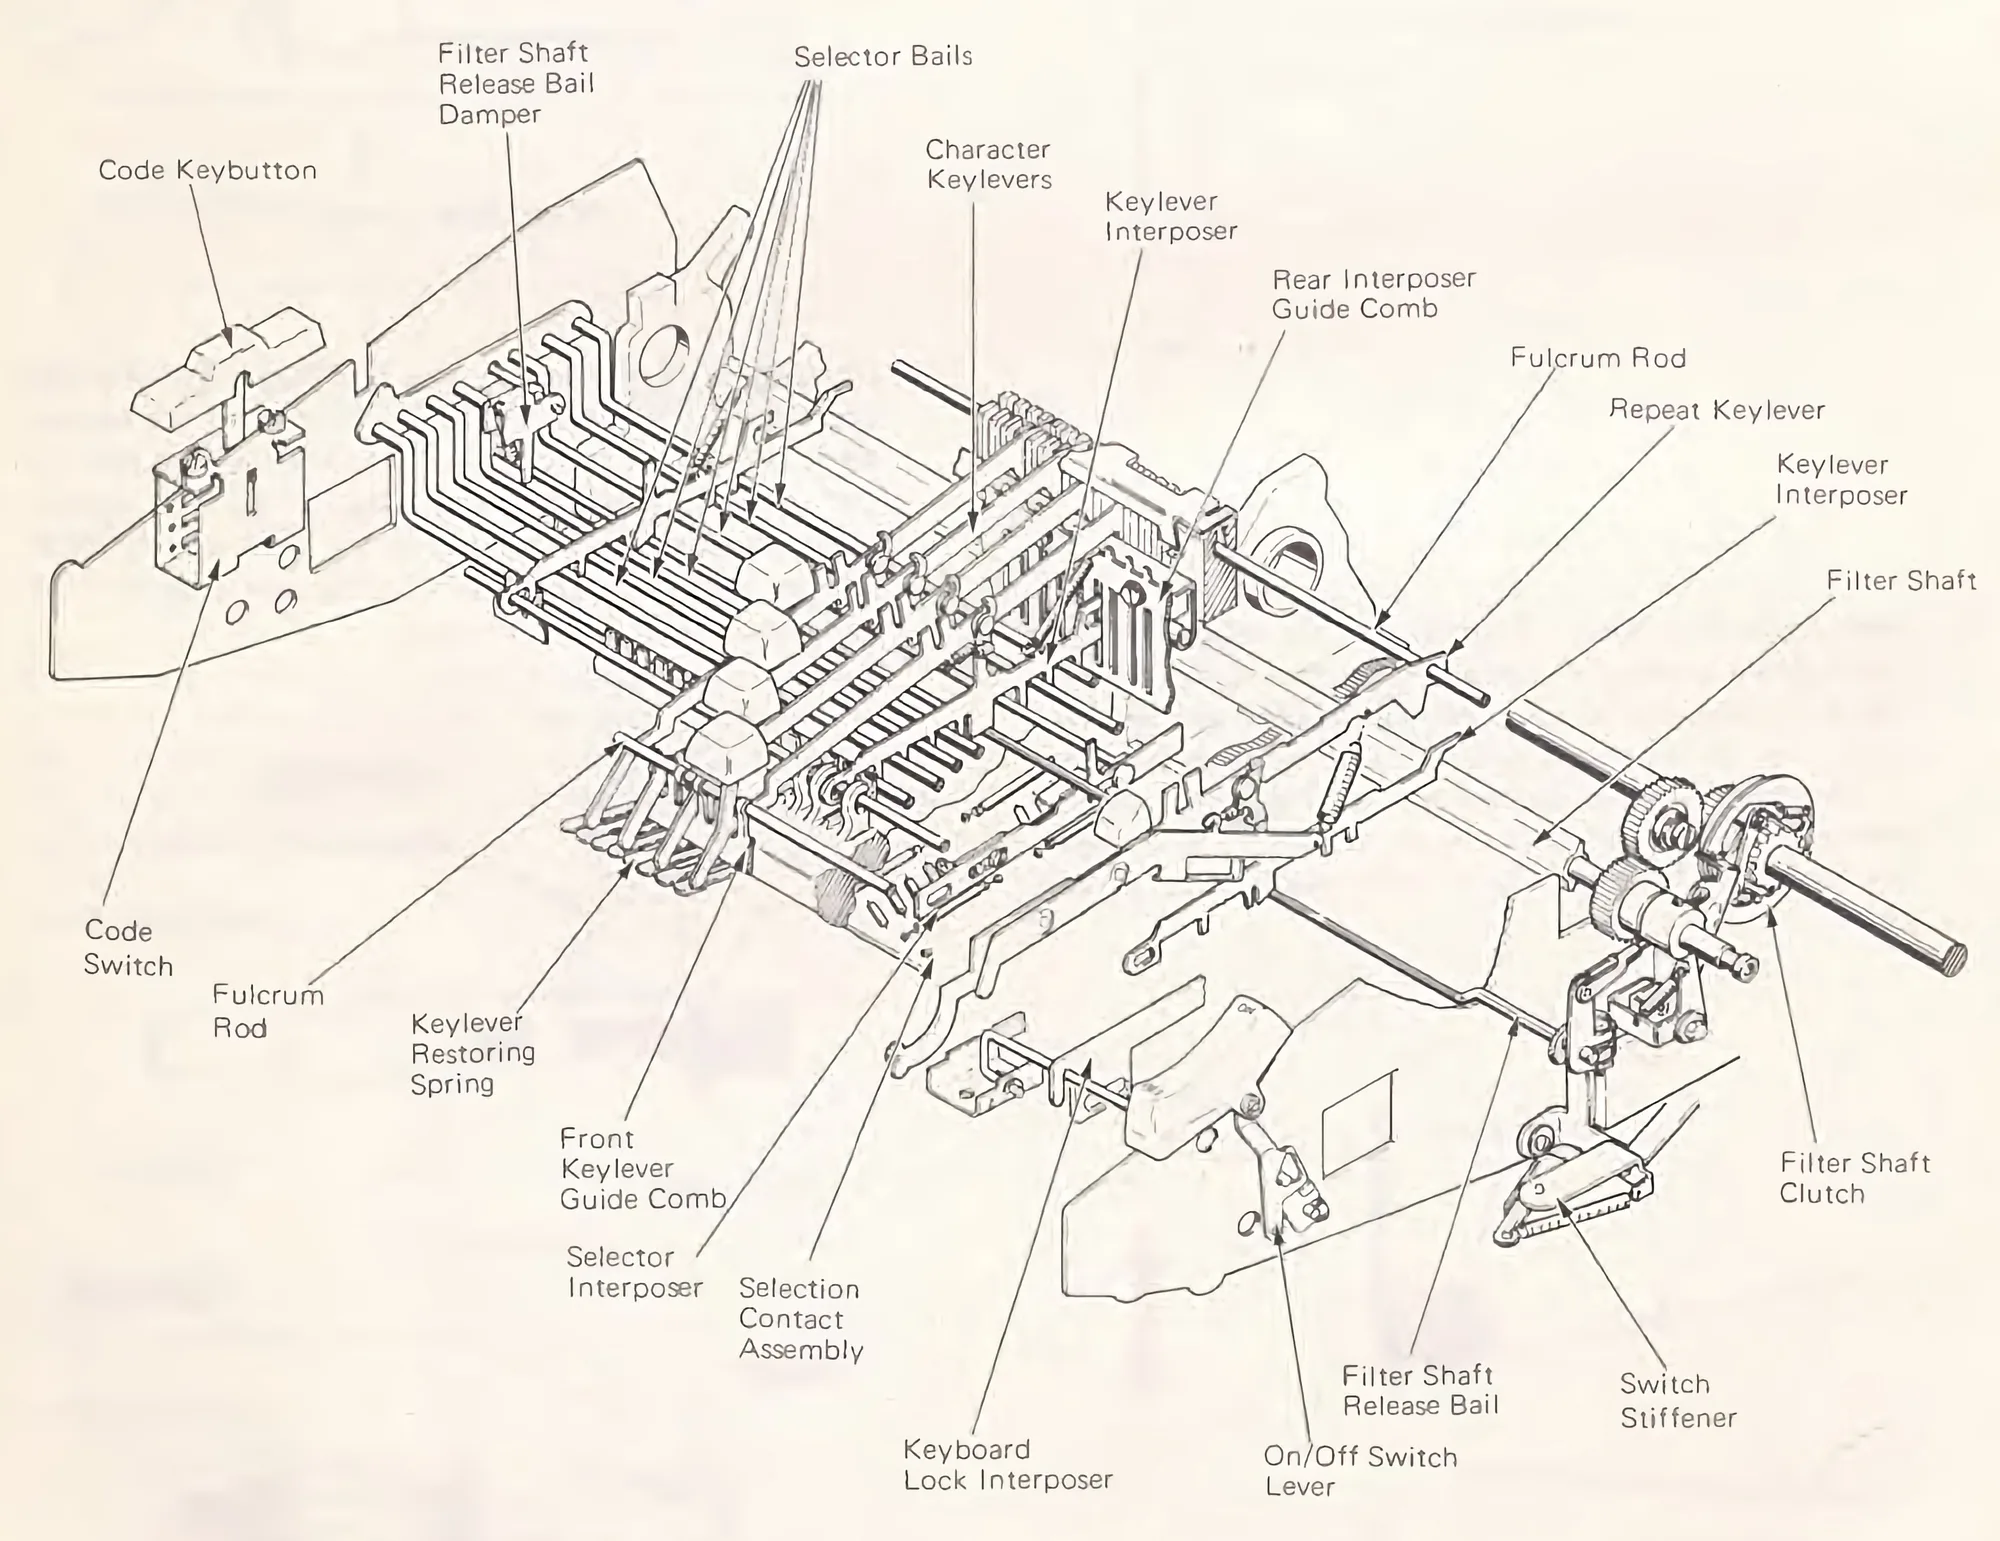 Filter Shaft
Release Bail
Damper
Selector Bails
Code Keybutton
Character
Keylevers
Keylever
Interposer
Rear Interposer
Guide Comb
Fulcrum Rod
Repeat Keylever
Keylever
Interposer
Filter Shaft
Code
Switch
Fulcrum
Rod
Keylever
Restoring
Spring
Front
Keylever
Guide Comb
Selector
Interposer
Selection
Contact
Assembly
Keyboard
Lock Interposer
On/Off Switch
Lever
Filter Shaft
Release Bail
Switch
Stiffener
Filter Shaft
Clutch